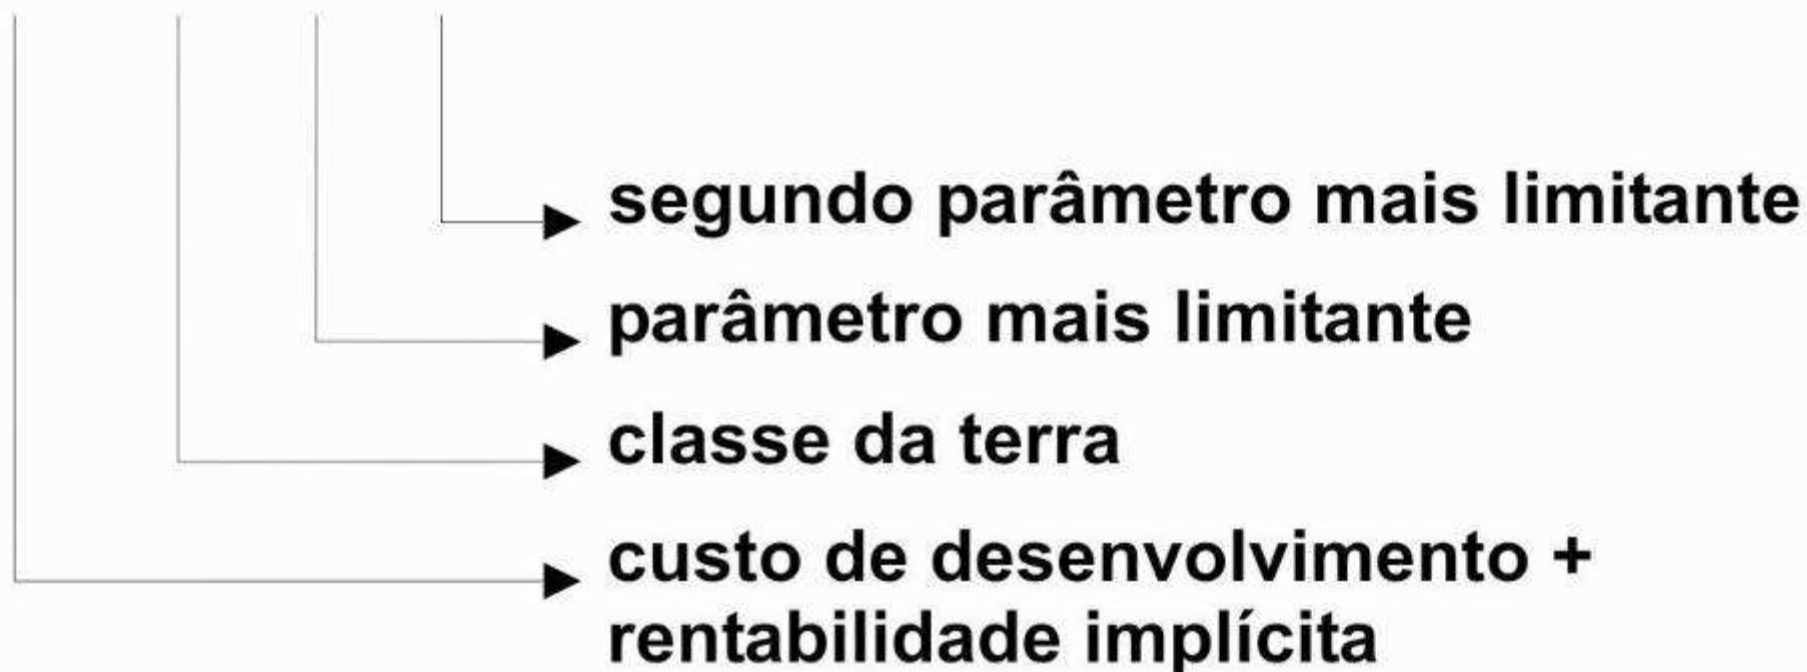 segundo parâmetro mais limitante
parâmetro mais limitante
classe da terra
custo de desenvolvimento +
rentabilidade implícita